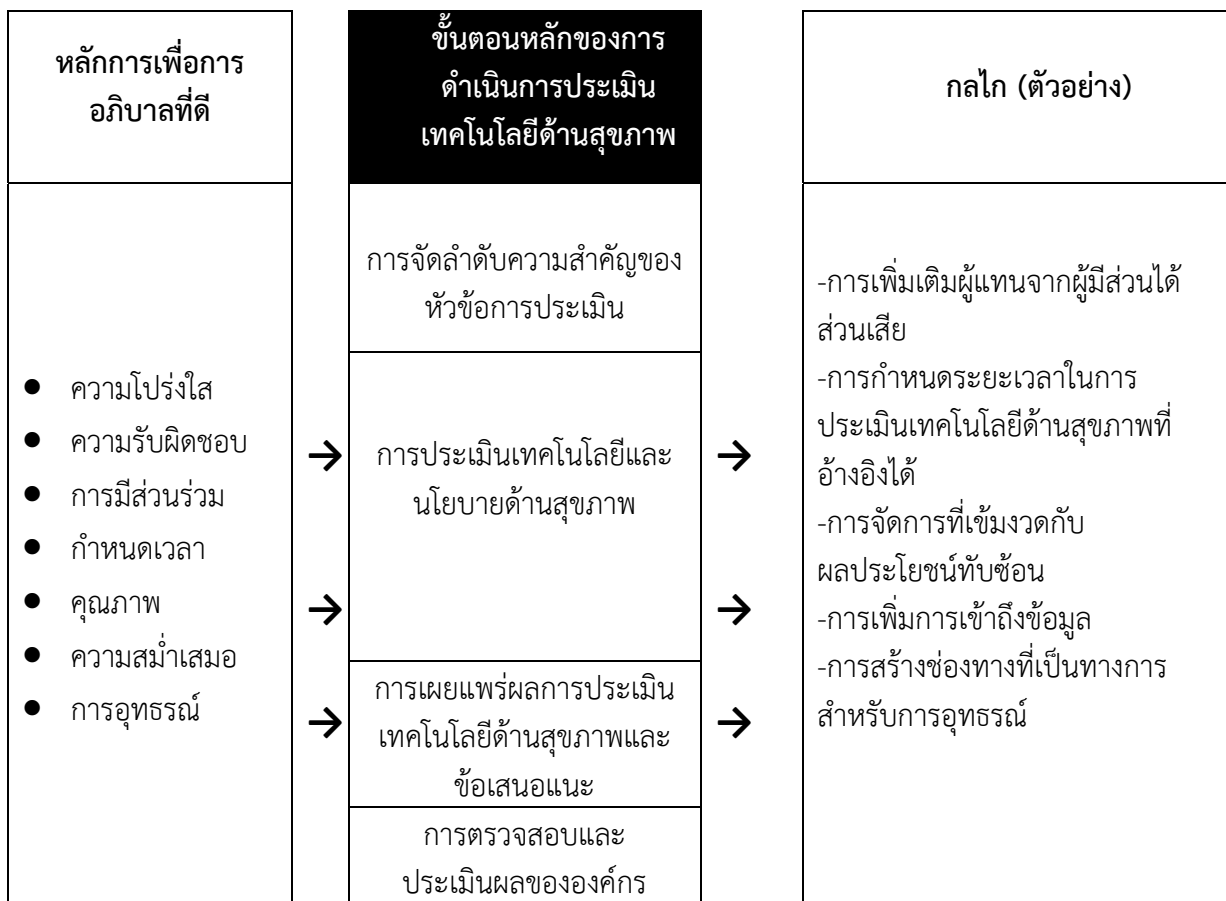 หลักการเพื่อการ
อภิบาลที่ดี
ขั้นตอนหลักของการ
ดำเนินการประเมิน
เทคโนโลยีด้านสุขภาพ
กลไก (ตัวอย่าง)
● ความโปร่งใส
● ความรับผิดชอบ
● การมีส่วนร่วม
● กำหนดเวลา
● คุณภาพ
● ความสม่ำเสมอ
● การอุทธรณ์
→
→
→
การจัดลำดับความสำคัญของ
หัวข้อการประเมิน
การประเมินเทคโนโลยีและ
นโยบายด้านสุขภาพ
การเผยแพร่ผลการประเมิน
เทคโนโลยีด้านสุขภาพและ
ข้อเสนอแนะ
การตรวจสอบและ
ประเมินผลขององค์กร
→
→
→
-การเพิ่มเติมผู้แทนจากผู้มีส่วนได้
ส่วนเสีย
-การกำหนดระยะเวลาในการ
ประเมินเทคโนโลยีด้านสุขภาพที่
อ้างอิงได้
-การจัดการที่เข้มงวดกับ
ผลประโยชน์ทับซ้อน
-การเพิ่มการเข้าถึงข้อมูล
-การสร้างช่องทางที่เป็นทางการ
สำหรับการอุทธรณ์